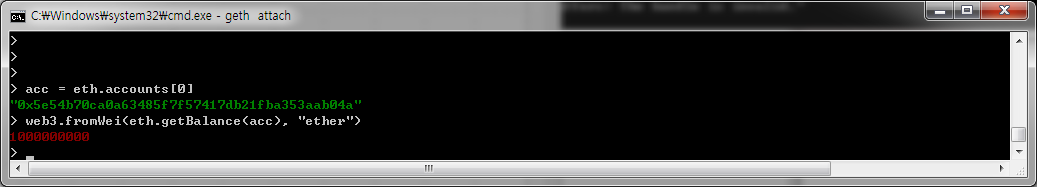 C:₩Windows₩system32₩cmd.exe - geth attach
>
>
>
> acc = eth.accounts[0]
"0x5e54b70ca0a63485f7f57417db21fba353aab04a"
> web3.fromWei(eth.getBalance(acc), "ether")
1000000000
>